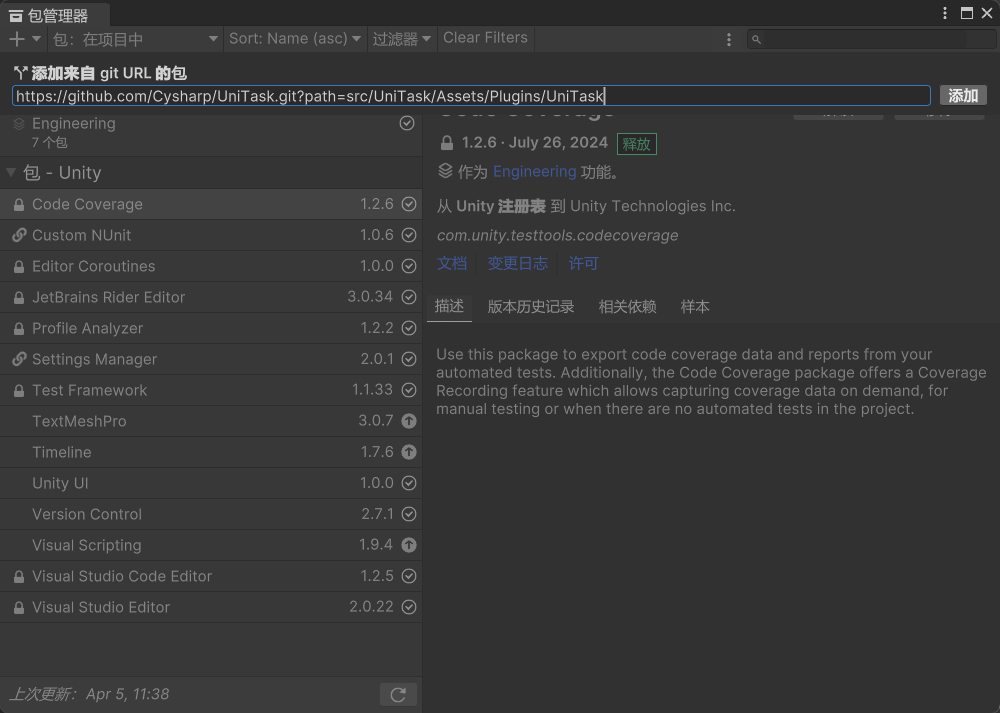 包管理器
包: 在项目中 Sort: Name (asc) 过滤器 Clear Filters
添加来自 git URL 的包
https://github.com/Cysharp/UniTask.git?path=src/UniTask/Assets/Plugins/UniTask 添加
Engineering
7 个包
包 - Unity
Code Coverage 1.2.6
Custom NUnit 1.0.6
Editor Coroutines 1.0.0
JetBrains Rider Editor 3.0.34
Profile Analyzer 1.2.2
Settings Manager 2.0.1
Test Framework 1.1.33
TextMeshPro 3.0.7
Timeline 1.7.6
Unity UI 1.0.0
Version Control 2.7.1
Visual Scripting 1.9.4
Visual Studio Code Editor 1.2.5
Visual Studio Editor 2.0.22
上次更新: Apr 5, 11:38
Code Coverage
1.2.6 · July 26, 2024 释放
作为 Engineering 功能。
从 Unity 注册表 到 Unity Technologies Inc.
com.unity.testtools.codecoverage
文档 变更日志 许可
描述 版本历史记录 相关依赖 样本
Use this package to export code coverage data and reports from your
automated tests. Additionally, the Code Coverage package offers a Coverage
Recording feature which allows capturing coverage data on demand, for
manual testing or when there are no automated tests in the project.